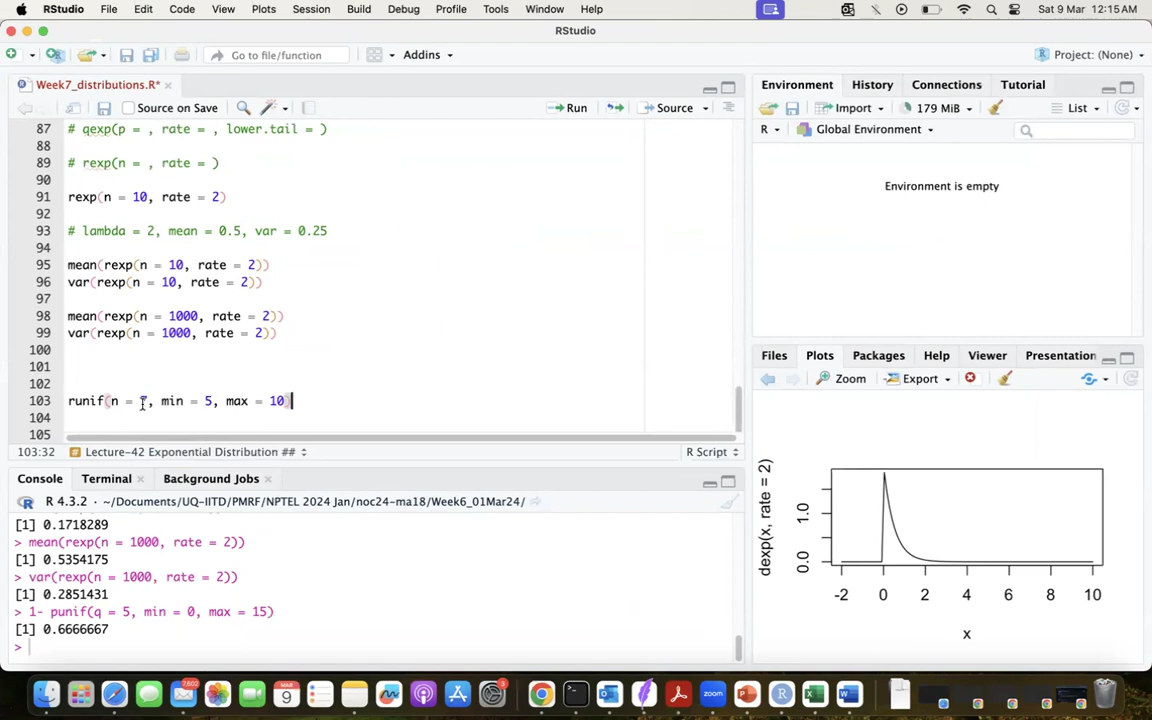 RStudio File Edit Code View Plots Session Build Debug Profile Tools Window Help Sat 9 Mar 12:15AM
RStudio
Go to file/function Addins Project: (None)
Week7_distributions.R*
Source on Save Run Source
87 # qexp(p = , rate = , lower.tail = )
88
89 # rexp(n = , rate = )
90
91 rexp(n = 10, rate = 2)
92
93 # lambda = 2, mean = 0.5, var = 0.25
94
95 mean(rexp(n = 10, rate = 2))
96 var(rexp(n = 10, rate = 2))
97
98 mean(rexp(n = 1000, rate = 2))
99 var(rexp(n = 1000, rate = 2))
100
101
102
103 runif(n = 7, min = 5, max = 10)
104
105
103:32 # Lecture-42 Exponential Distribution ## R Script
Console Terminal Background Jobs
R 4.3.2 · ~/Documents/UQ-IITD/PMRF/NPTEL 2024 Jan/noc24-ma18/Week6_01Mar24/
[1] 0.1718289
> mean(rexp(n = 1000, rate = 2))
[1] 0.5354175
> var(rexp(n = 1000, rate = 2))
[1] 0.2851431
> 1- punif(q = 5, min = 0, max = 15)
[1] 0.6666667
>
Environment History Connections Tutorial
Import 179 MiB List
R Global Environment
Environment is empty
Files Plots Packages Help Viewer Presentation
Zoom Export
dexp(x, rate = 2)
1.0
0.0
-2 0 2 4 6 8 10
x
7,602
MAR
9
zoom